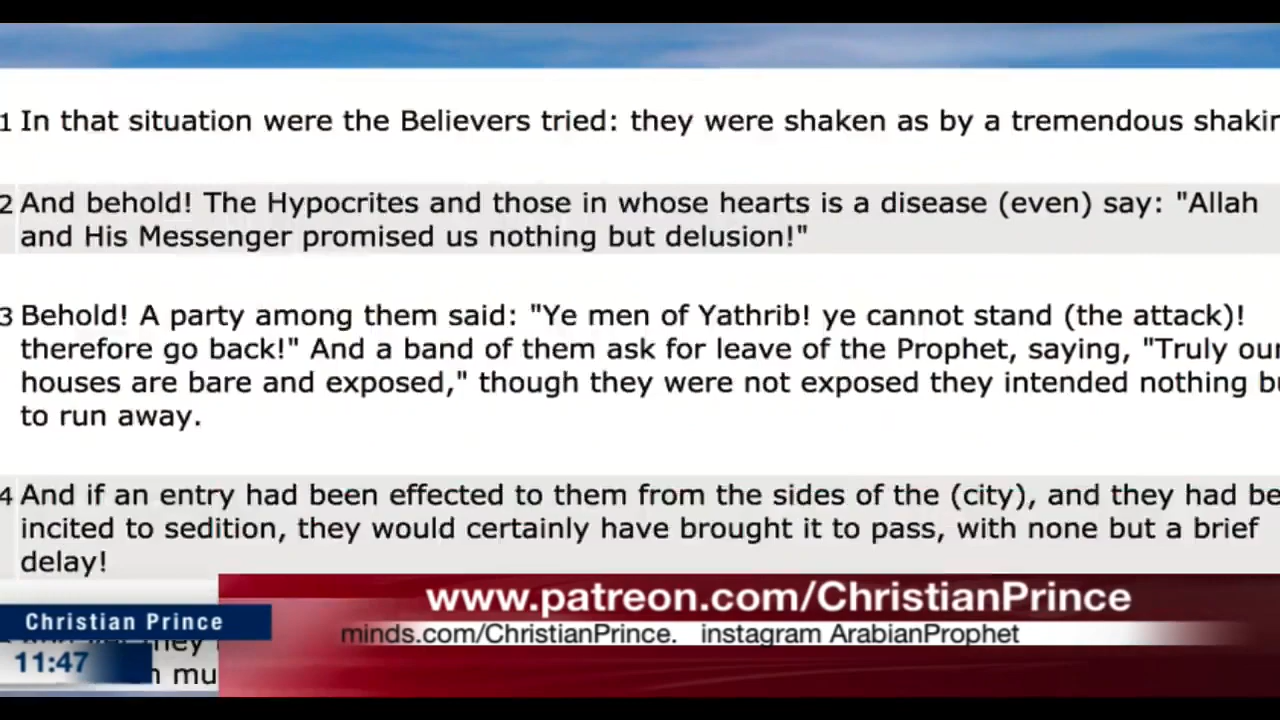 1 In that situation were the Believers tried: they were shaken as by a tremendous
2 And behold! The Hypocrites and those in whose hearts is a disease (even) say: "Allah
and His Messenger promised us nothing but delusion!"
3 Behold! A party among them said: "Ye men of Yathrib! ye cannot stand (the attack)!
therefore go back!" And a band of them ask for leave of the Prophet, saying, "Truly our
houses are bare and exposed," though they were not exposed they intended nothing
to run away.
4 And if an entry had been effected to them from the sides of the (city), and they had
incited to sedition, they would certainly have brought it to pass, with none but a brief
delay!
www.patreon.com/ChristianPrince
Christian Prince
minds.com/ChristianPrince. instagram ArabianProphet
11:47